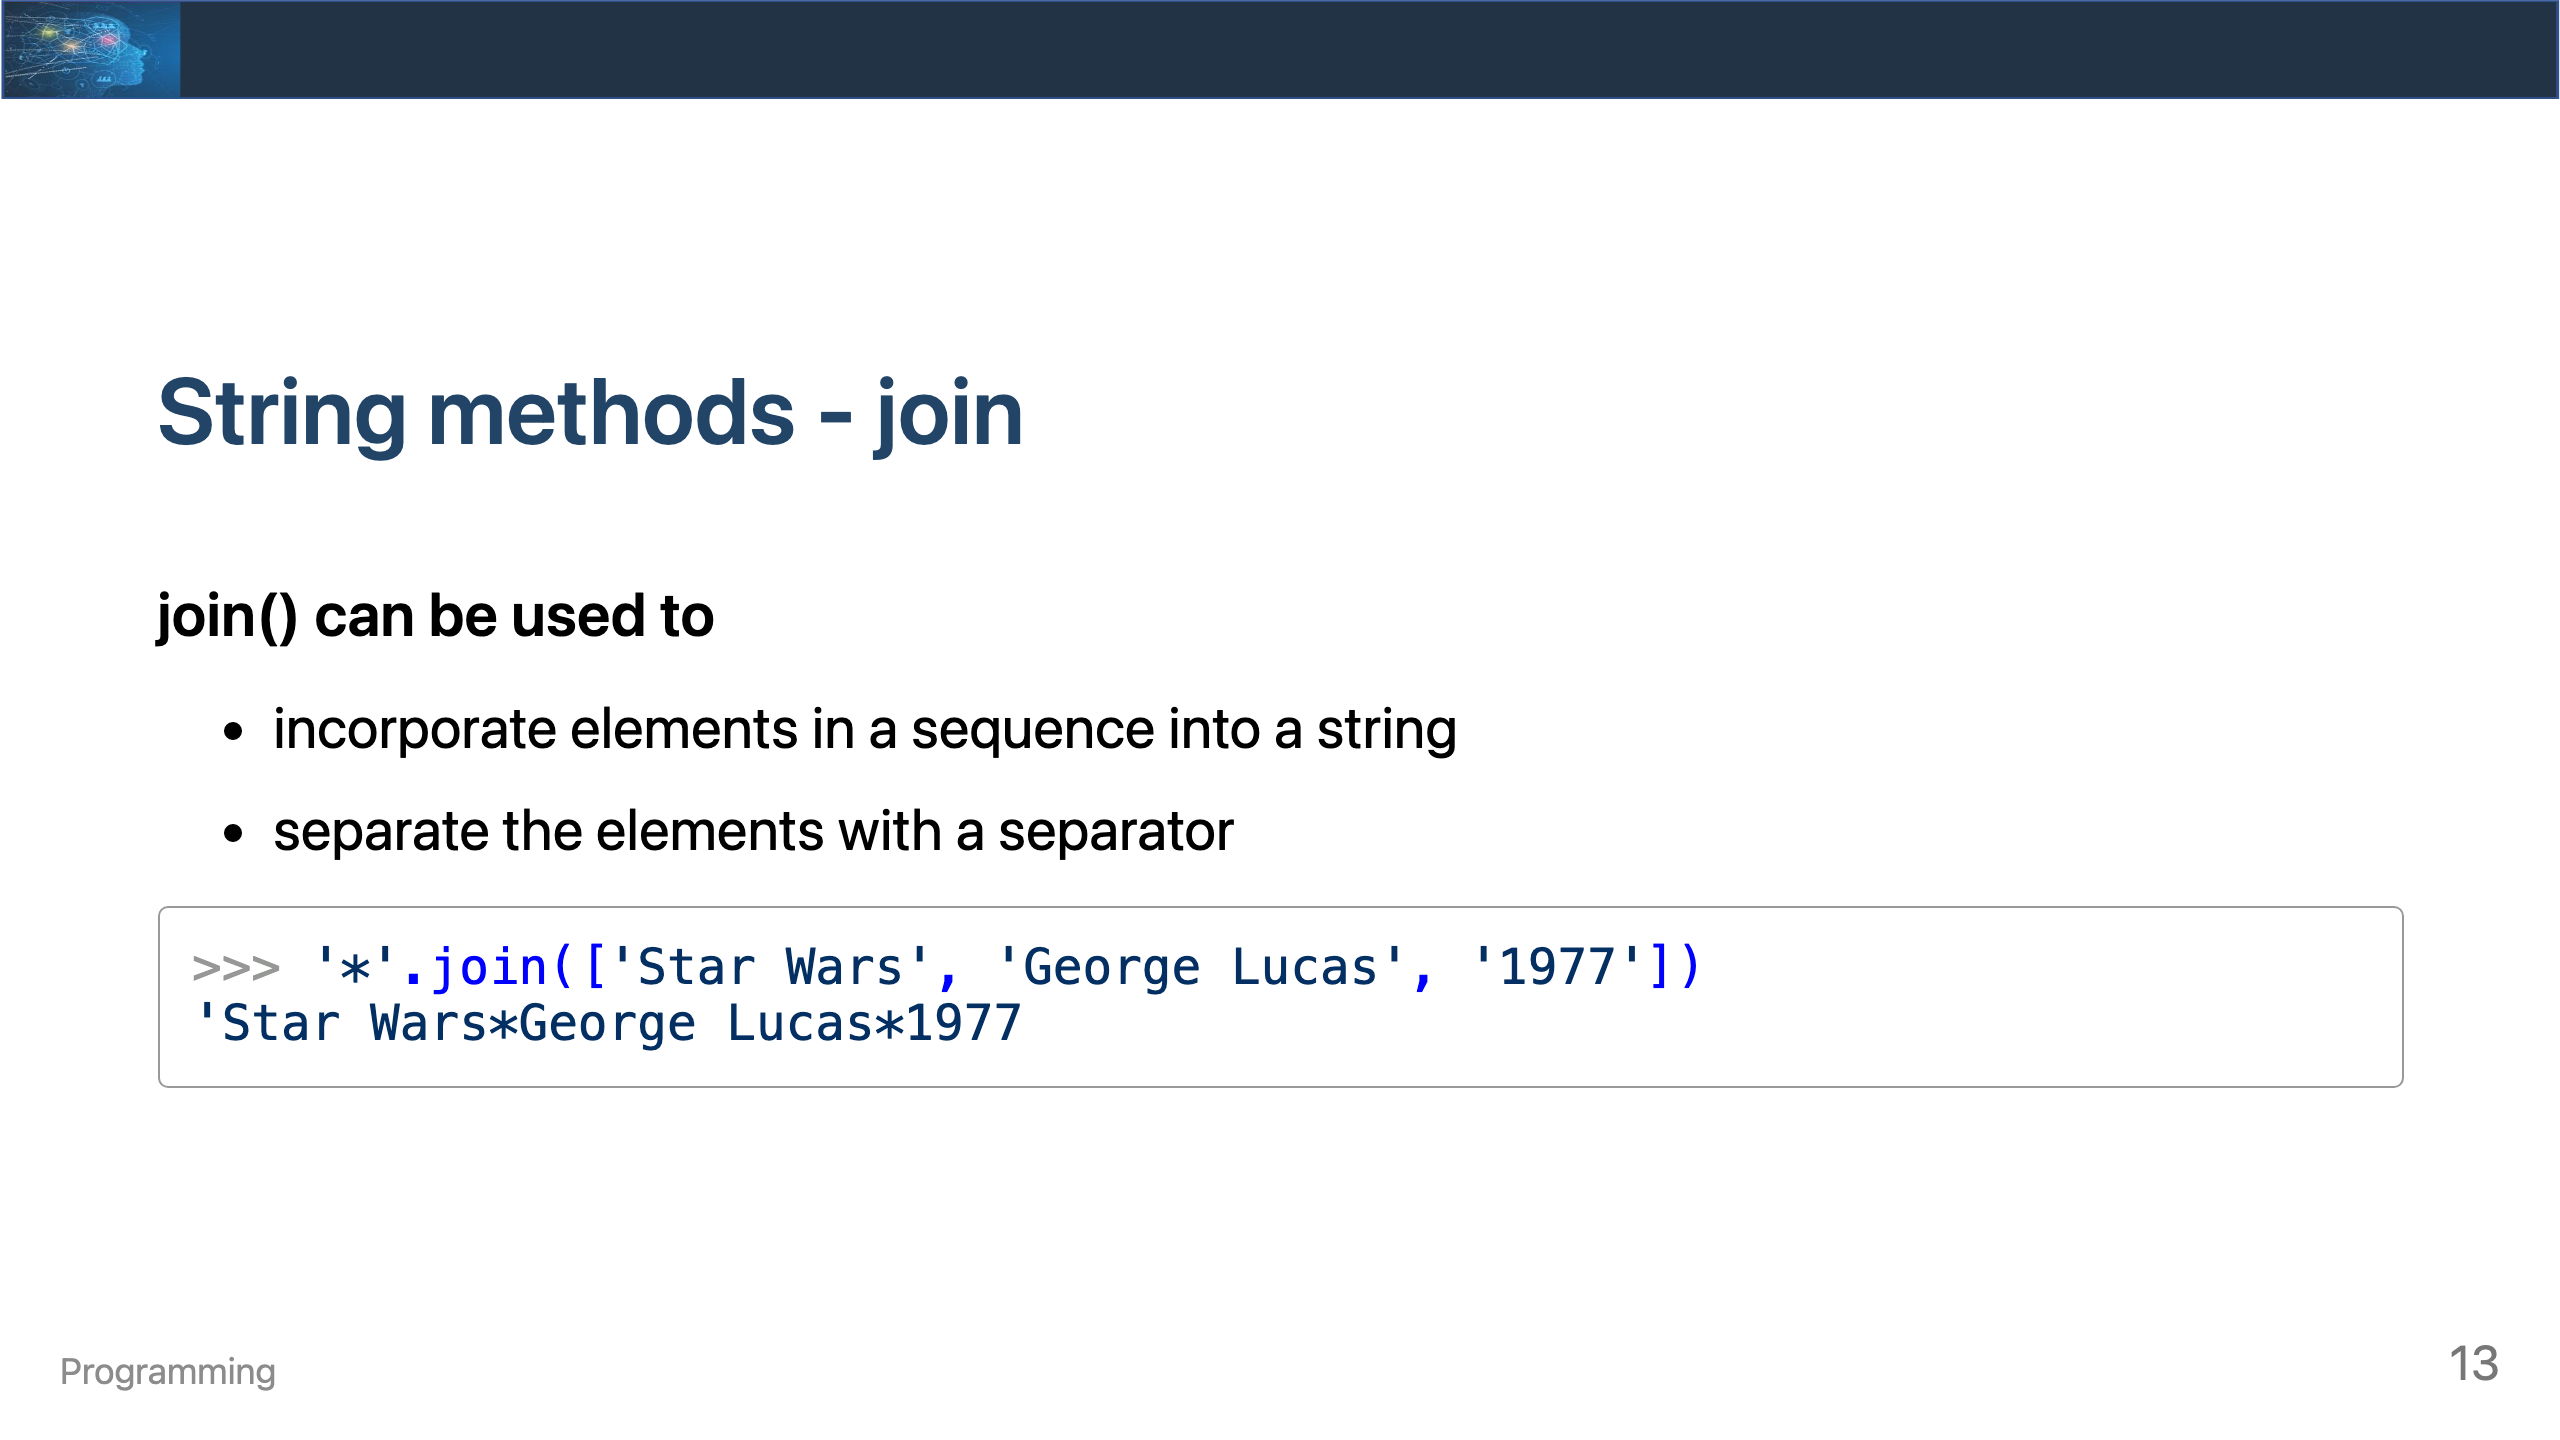 String methods - join
join() can be used to
• incorporate elements in a sequence into a string
• separate the elements with a separator
>>> '*'.join(['Star Wars', 'George Lucas', '1977'])
'Star Wars*George Lucas*1977
Programming
13